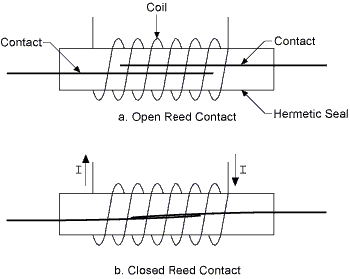 Coil
Contact
Contact
Hermetic Seal
a. Open Reed Contact
I
I
b. Closed Reed Contact